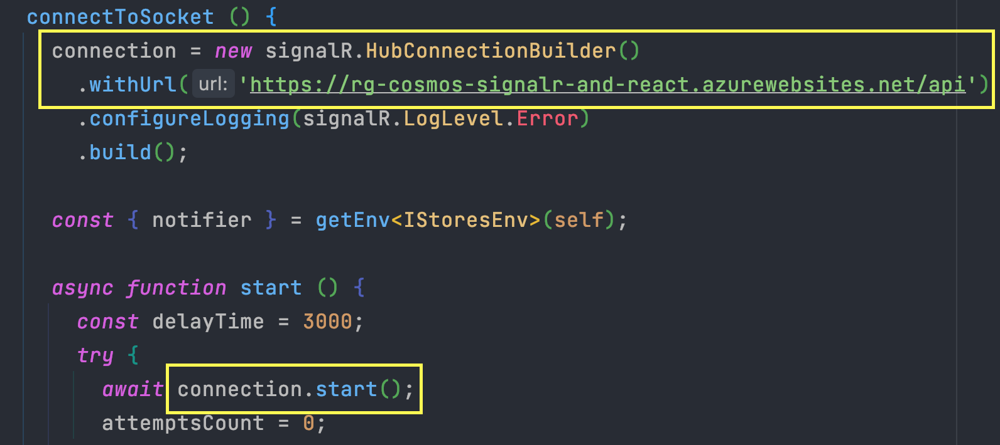 connectToSocket () {
connection = new signalR.HubConnectionBuilder()
.withUrl( url: 'https://rg-cosmos-signalr-and-react.azurewebsites.net/api')
.configureLogging(signalR.LogLevel.Error)
.build();
const { notifier } = getEnv<IStoresEnv>(self);
async function start () {
const delayTime = 3000;
try {
await connection.start();
attemptsCount = 0;